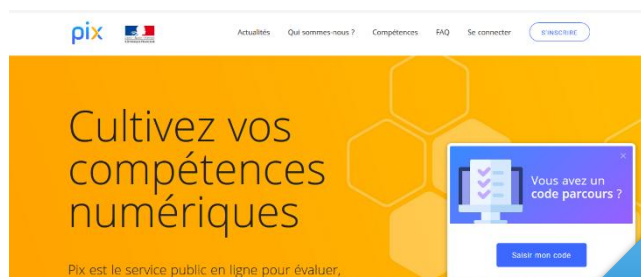 pix
Actualités Qui sommes-nous ? Compétences FAQ Se connecter S'INSCRIRE
Cultivez vos
compétences
numériques
Vous avez un
code parcours ?
Saisir mon code
Pix est le service public en ligne pour évaluer,